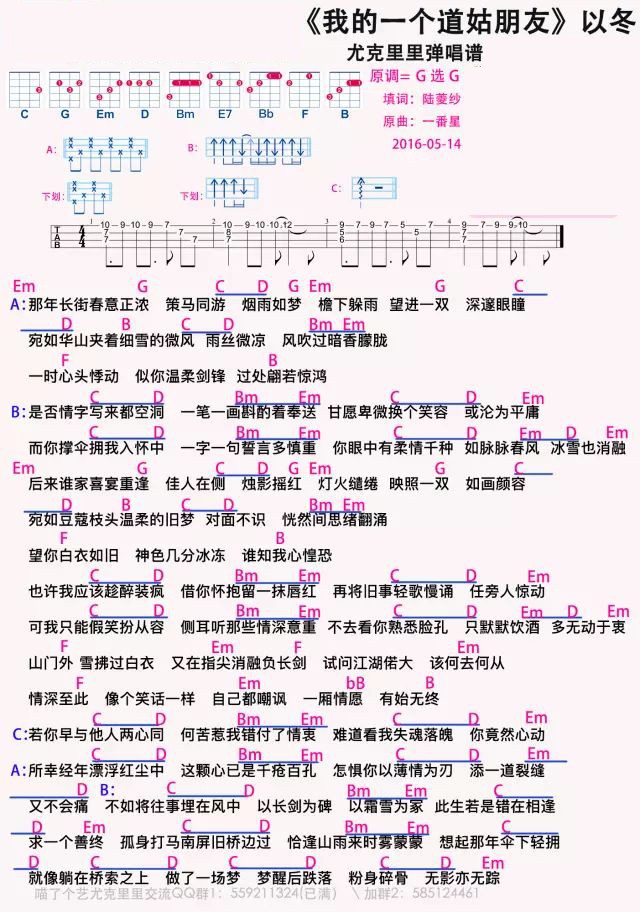 《我的一个道姑朋友》以冬
尤克里里弹唱谱
原调= G 选 G
填词：陆菱纱
原曲：一番星
2016-05-14
C G Em D Bm E7 Bb F B
A: B:
下划: 下划: C:
Em G C D G Em G C
A:那年长街春意正浓 策马同游 烟雨如梦 檐下躲雨 望进一双 深邃眼瞳
D B C D Bm Em
宛如华山夹着细雪的微风 雨丝微凉 风吹过暗香朦胧
F B
一时心头悸动 似你温柔剑锋 过处翩若惊鸿
C D Bm Em C D Em
B:是否情字写来都空洞 一笔一画斟酌着奉送 甘愿卑微换个笑容 或沦为平庸
C D Bm Em C D Em D Em
而你撑伞拥我入怀中 一字一句誓言多慎重 你眼中有柔情千种 如脉脉春风 冰雪也消融
Em G C D G Em G C
后来谁家喜宴重逢 佳人在侧 烛影摇红 灯火缱绻 映照一双 如画颜容
D B C D Bm Em
宛如豆蔻枝头温柔的旧梦 对面不识 恍然间思绪翻涌
F B
望你白衣如旧 神色几分冰冻 谁知我心惶恐
C D Bm Em C D Em
也许我应该趁醉装疯 借你怀抱留一抹唇红 再将旧事轻歌慢诵 任旁人惊动
C D Bm Em C D Em D Em
可我只能假笑扮从容 侧耳听那些情深意重 不去看你熟悉脸孔 只默默饮酒 多无动于衷
F Em F Em
山门外 雪拂过白衣 又在指尖消融负长剑 试问江湖偌大 该何去何从
F Em bB B
情深至此 像个笑话一样 自己都嘲讽 一厢情愿 有始无终
C D Bm Em C D Em
C:若你早与他人两心同 何苦惹我错付了情衷 难道看我失魂落魄 你竟然心动
C D Bm Em C D Em
A:所幸经年漂浮红尘中 这颗心已是千疮百孔 怎惧你以薄情为刃 添一道裂缝
D B: C D Bm Em C D
又不会痛 不如将往事埋在风中 以长剑为碑 以霜雪为冢 此生若是错在相逢
D Em C D Bm Em C
求一个善终 孤身打马南屏旧桥边过 恰逢山雨来时雾蒙蒙 想起那年伞下轻拥
D C D Bm Em C D Em
就像躺在桥索之上 做了一场梦 梦醒后跌落 粉身碎骨 无影亦无踪
喵了个艺尤克里里交流QQ群1：559211324(已满) \ 加群2：585124461